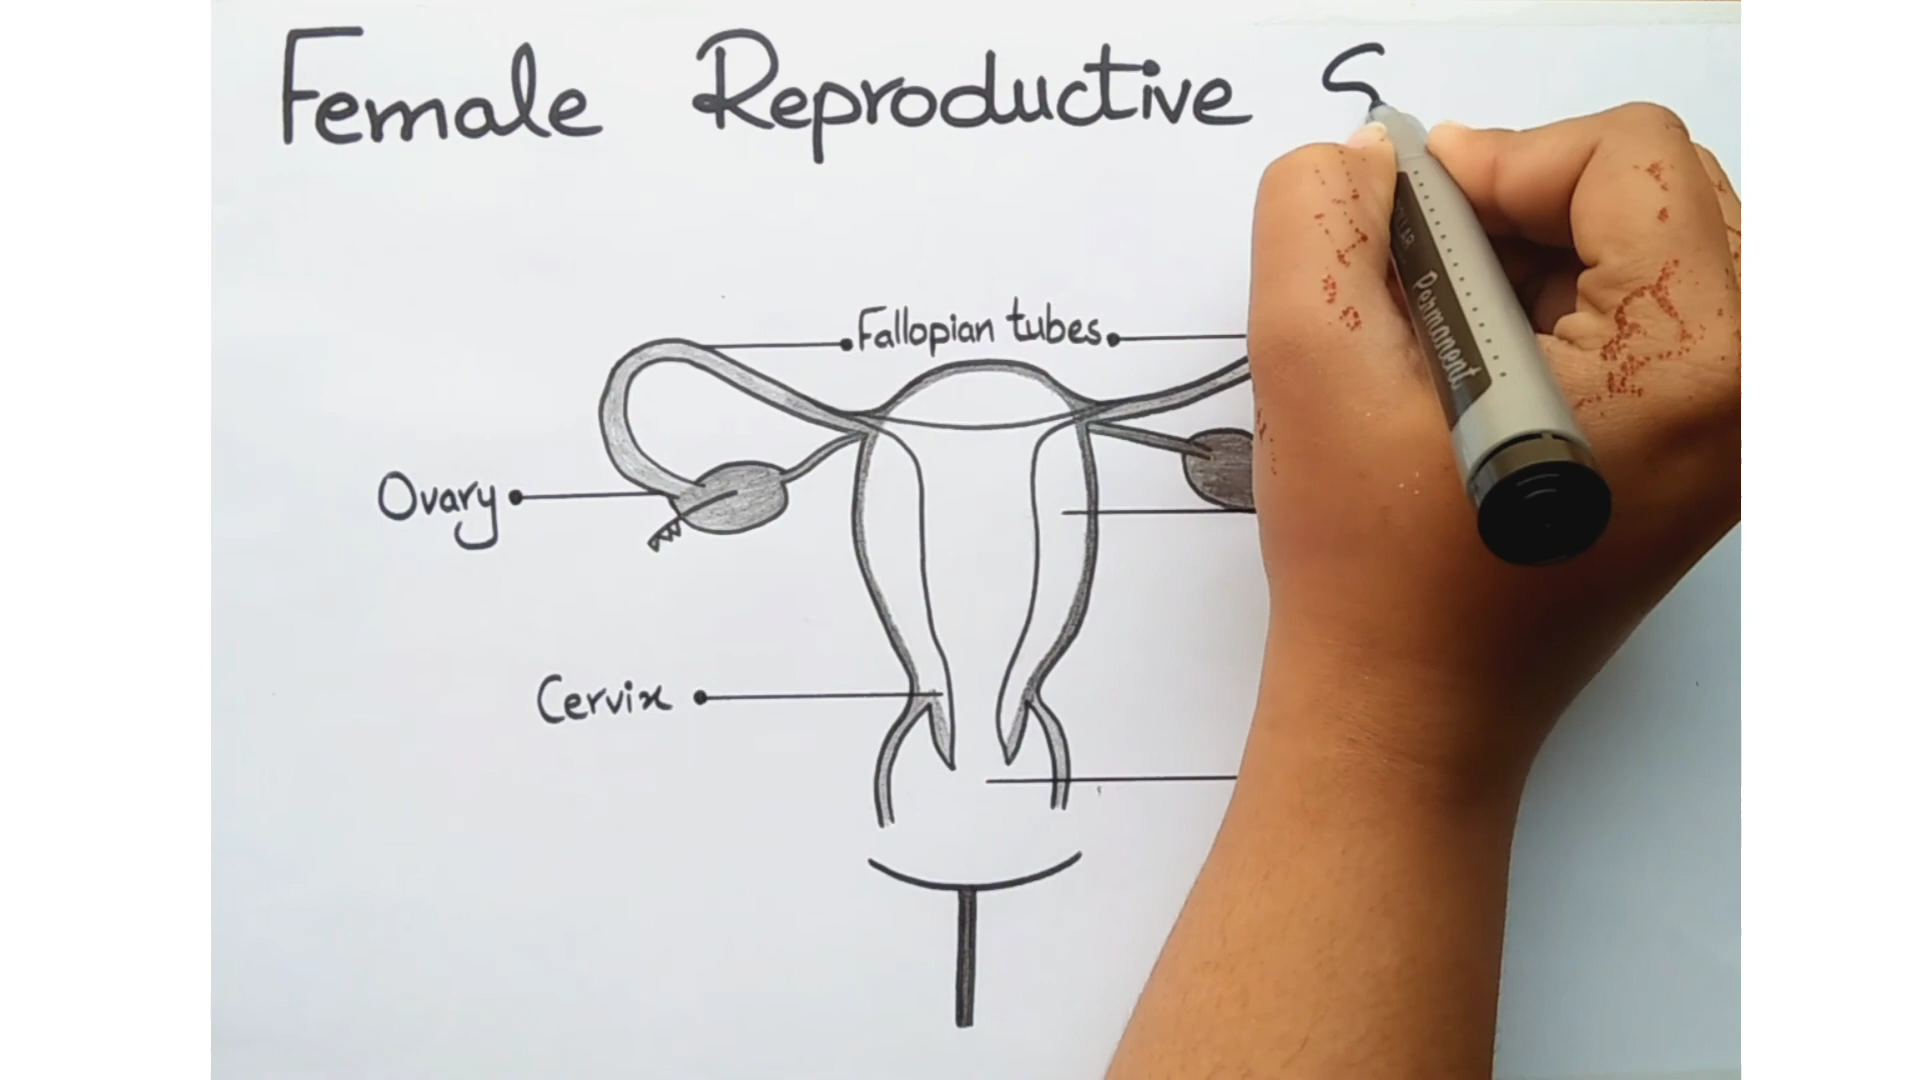 Female Reproductive S
Fallopian tubes
Ovary
Cervix
Permanent